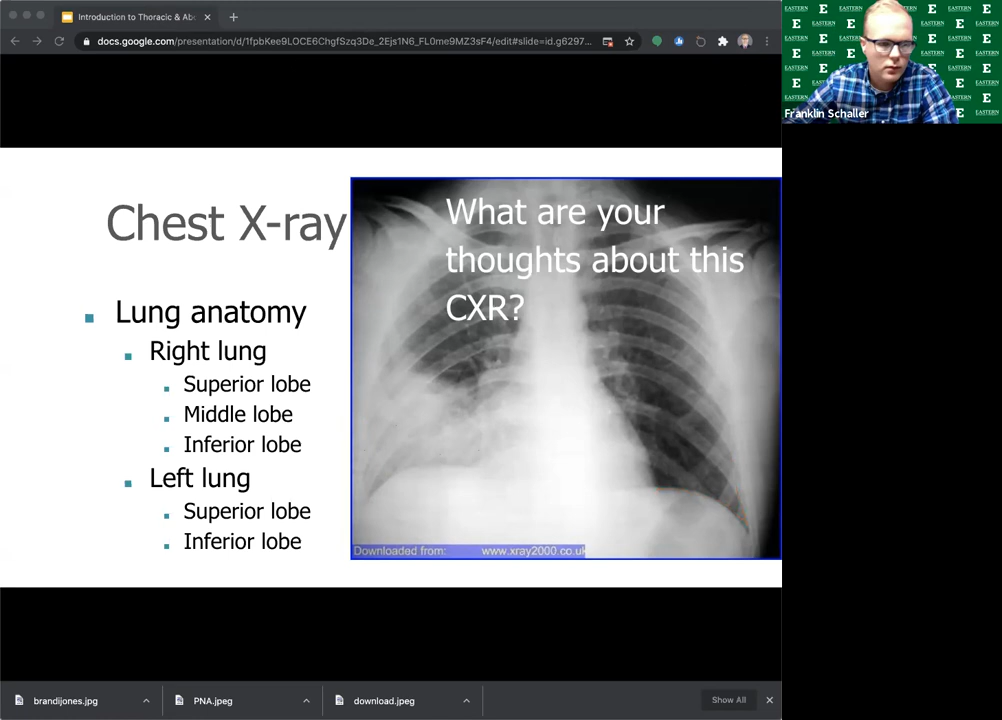 Introduction to Thoracic & Abd
docs.google.com/presentation/d/1fpbKee9LOCE6ChgfSzq3De_2Ejs1N6_FL0me9MZ3sF4/edit#slide=id.g6297...
EASTERN
E
Franklin Schaller
Chest X-ray
What are your
thoughts about this
CXR?
Lung anatomy
Right lung
Superior lobe
Middle lobe
Inferior lobe
Left lung
Superior lobe
Inferior lobe
Downloaded from: www.xray2000.co.uk
brandijones.jpg
PNA.jpeg
download.jpeg
Show All